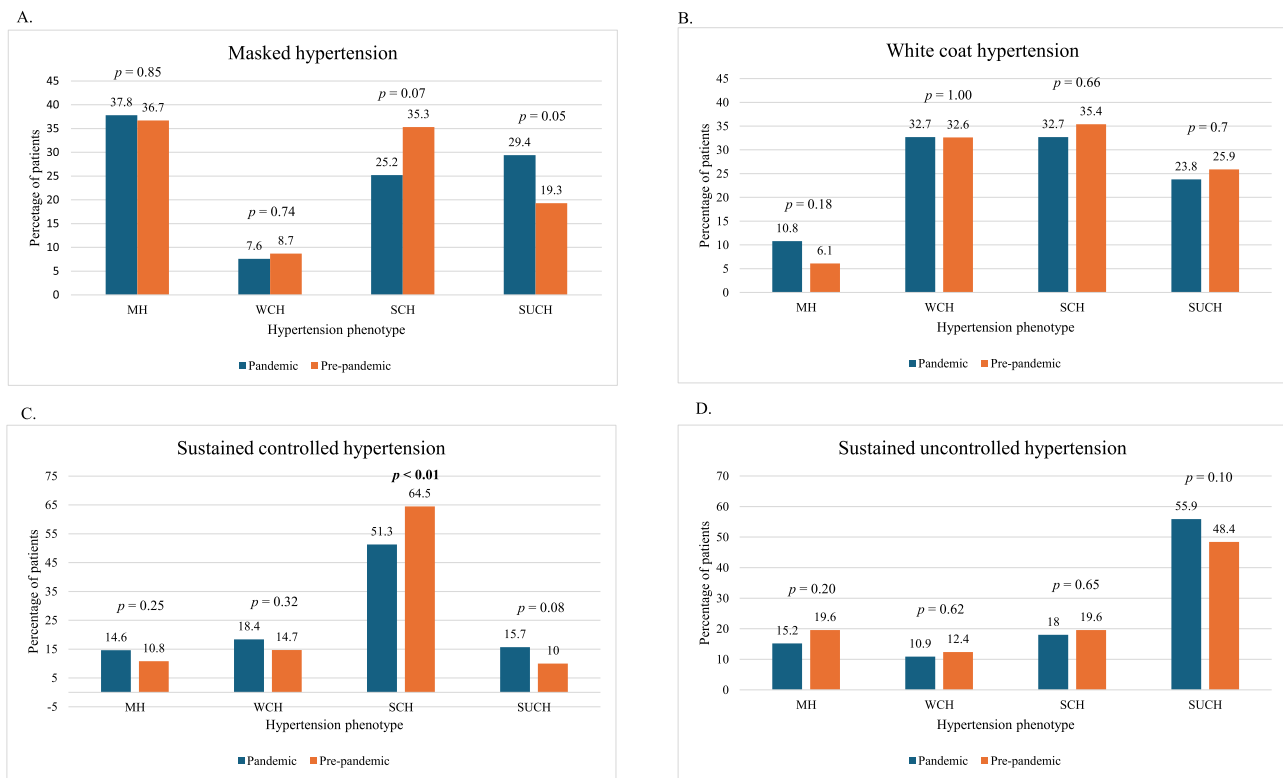 A.
Masked hypertension
Percetage of patients
45
40
35
30
25
20
15
10
5
0
p = 0.85
37.8 36.7
p = 0.74
7.6 8.7
p = 0.07
25.2 35.3
p = 0.05
29.4 19.3
MH WCH SCH SUCH
Hypertension phenotype
Pandemic Pre-pandemic
B.
White coat hypertension
Percentage of patients
45
40
35
30
25
20
15
10
5
0
p = 0.18
10.8 6.1
p = 1.00
32.7 32.6
p = 0.66
32.7 35.4
p = 0.7
23.8 25.9
MH WCH SCH SUCH
Hypertension phenotype
Pandemic Pre-pandemic
C.
Sustained controlled hypertension
Percentage of patients
75
65
55
45
35
25
15
5
-5
p = 0.25
14.6 10.8
p = 0.32
18.4 14.7
p < 0.01
51.3 64.5
p = 0.08
15.7 10
MH WCH SCH SUCH
Hypertension phenotype
Pandemic Pre-pandemic
D.
Sustained uncontrolled hypertension
Percentage of patients
70
60
50
40
30
20
10
0
p = 0.20
15.2 19.6
p = 0.62
10.9 12.4
p = 0.65
18 19.6
p = 0.10
55.9 48.4
MH WCH SCH SUCH
Hypertension phenotype
Pandemic Pre-pandemic